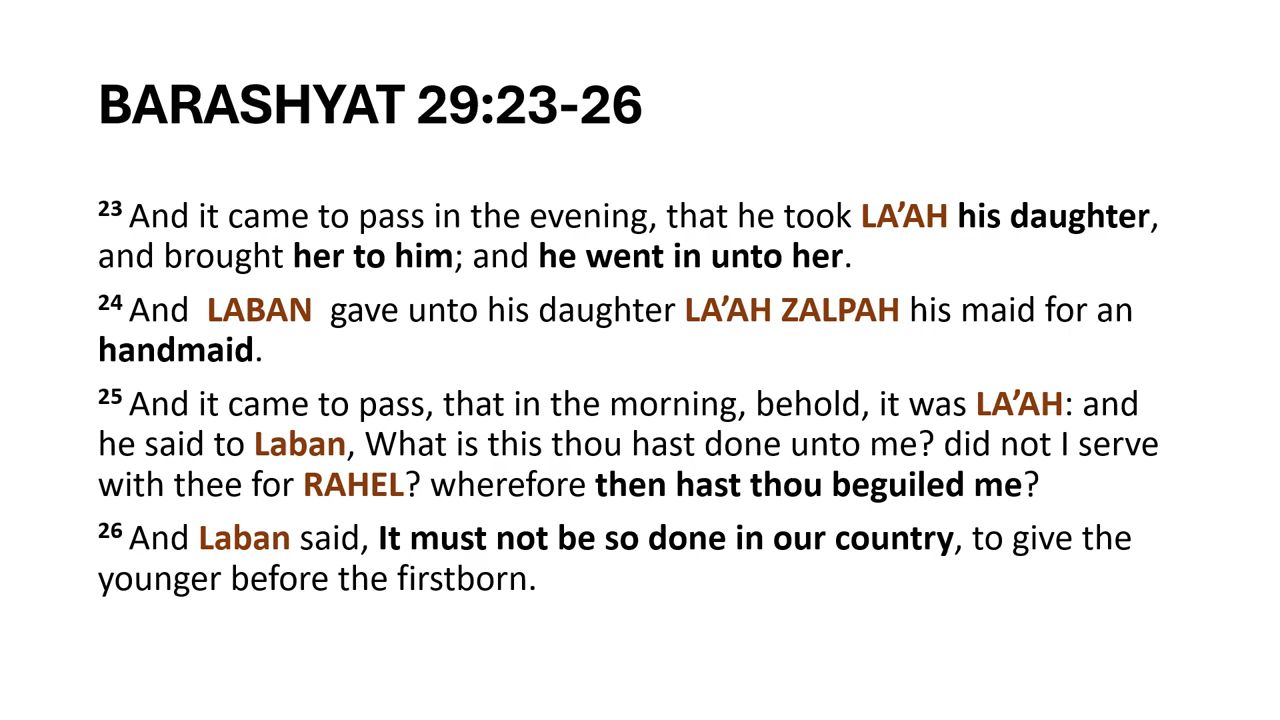 BARASHYAT 29:23-26
23 And it came to pass in the evening, that he took LA’AH his daughter,
and brought her to him; and he went in unto her.
24 And LABAN gave unto his daughter LA’AH ZALPAH his maid for an
handmaid.
25 And it came to pass, that in the morning, behold, it was LA’AH: and
he said to Laban, What is this thou hast done unto me? did not I serve
with thee for RAHEL? wherefore then hast thou beguiled me?
26 And Laban said, It must not be so done in our country, to give the
younger before the firstborn.